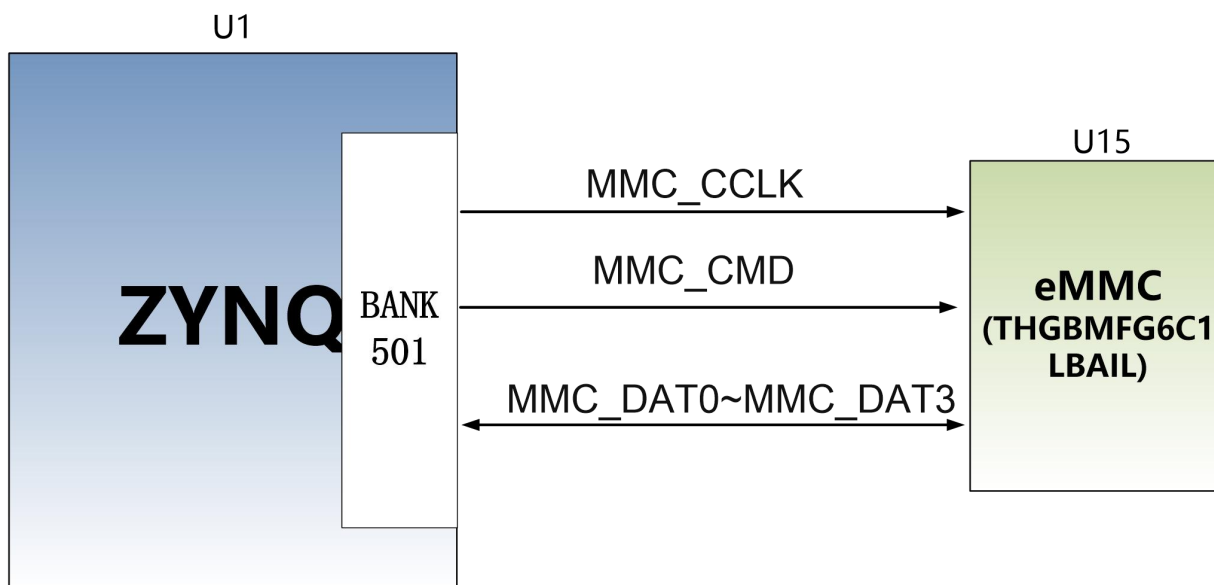 U1
U15
MMC_CCLK
MMC_CMD
ZYNQ
BANK
501
eMMC
(THGBMFG6C1
LBAIL)
MMC_DAT0~MMC_DAT3